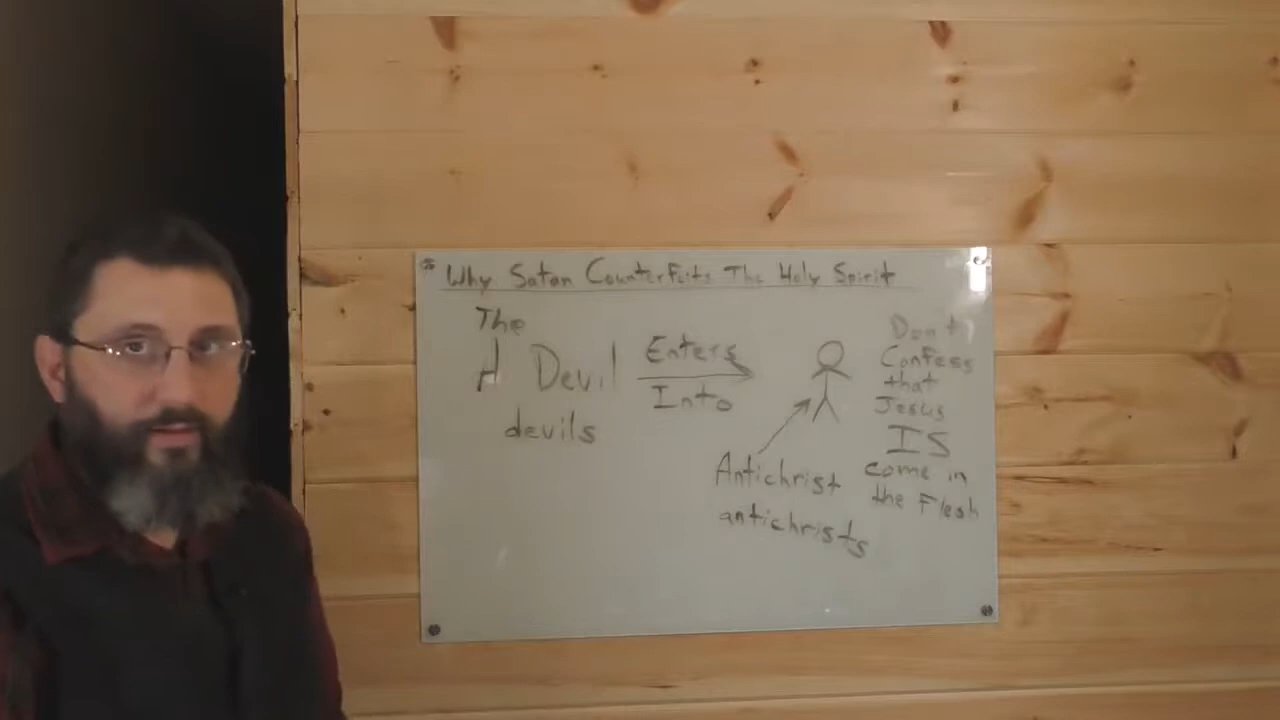 Why Satan Counterfeits The Holy Spirit
The
A Devil
devils
Enters
Into
Antichrist
antichrists
Don't
Confess
that
Jesus
IS
come in
the Flesh